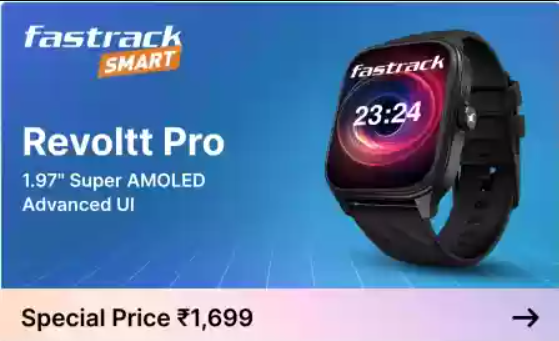 fastrack
SMART
Revoltt Pro
1.97" Super AMOLED
Advanced UI
fastrack
23:24
Special Price ₹1,699